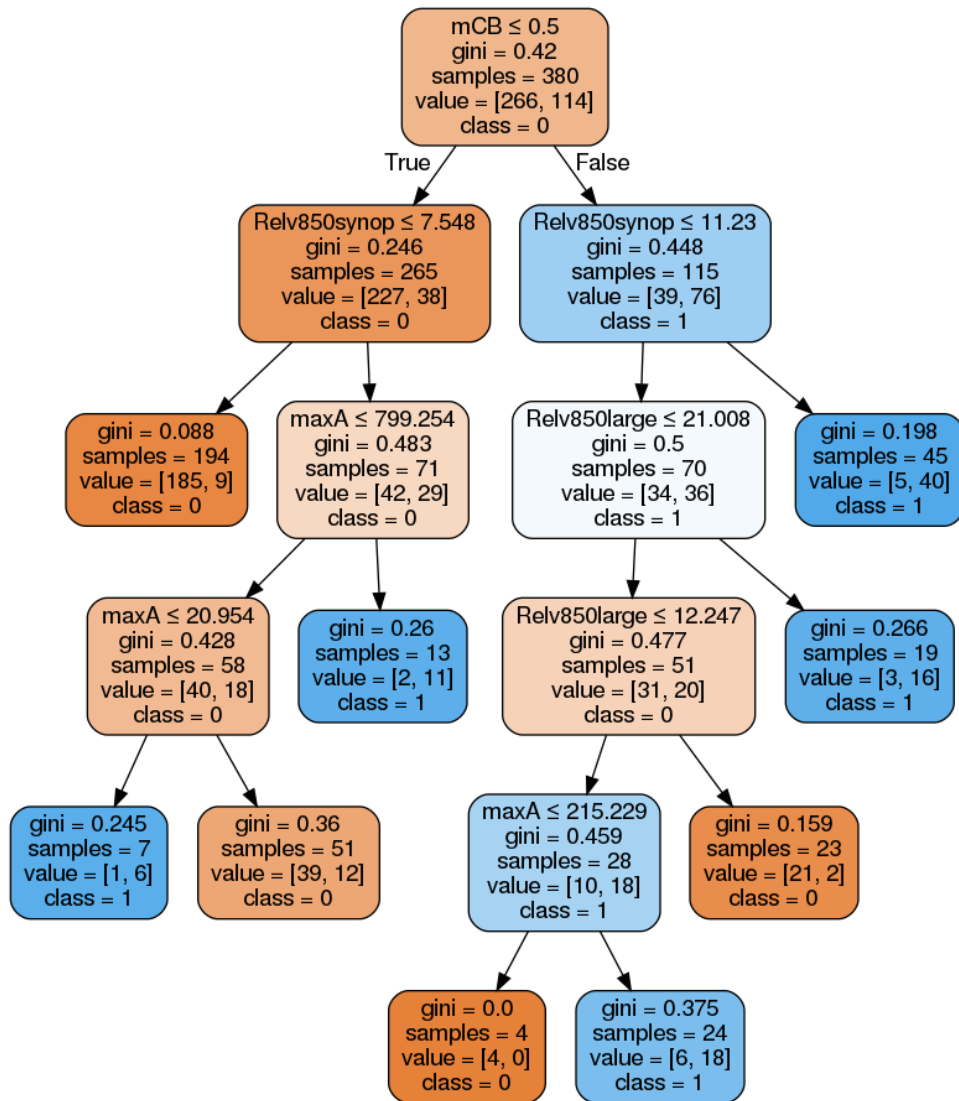 mCB ≤ 0.5
gini = 0.42
samples = 380
value = [266, 114]
class = 0
True
False
Relv850synop ≤ 7.548
gini = 0.246
samples = 265
value = [227, 38]
class = 0
Relv850synop ≤ 11.23
gini = 0.448
samples = 115
value = [39, 76]
class = 1
gini = 0.088
samples = 194
value = [185, 9]
class = 0
maxA ≤ 799.254
gini = 0.483
samples = 71
value = [42, 29]
class = 0
Relv850large ≤ 21.008
gini = 0.5
samples = 70
value = [34, 36]
class = 1
gini = 0.198
samples = 45
value = [5, 40]
class = 1
maxA ≤ 20.954
gini = 0.428
samples = 58
value = [40, 18]
class = 0
gini = 0.26
samples = 13
value = [2, 11]
class = 1
Relv850large ≤ 12.247
gini = 0.477
samples = 51
value = [31, 20]
class = 0
gini = 0.266
samples = 19
value = [3, 16]
class = 1
gini = 0.245
samples = 7
value = [1, 6]
class = 1
gini = 0.36
samples = 51
value = [39, 12]
class = 0
maxA ≤ 215.229
gini = 0.459
samples = 28
value = [10, 18]
class = 1
gini = 0.159
samples = 23
value = [21, 2]
class = 0
gini = 0.0
samples = 4
value = [4, 0]
class = 0
gini = 0.375
samples = 24
value = [6, 18]
class = 1